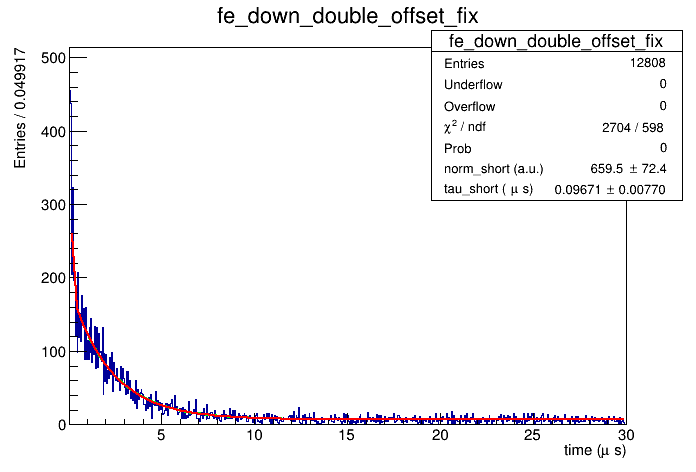 fe_down_double_offset_fix
fe_down_double_offset_fix
Entries 12808
Underflow 0
Overflow 0
χ² / ndf 2704 / 598
Prob 0
norm_short (a.u.) 659.5 ± 72.4
tau_short ( μ s) 0.09671 ± 0.00770
Entries / 0.049917
500
400
300
200
100
0
5 10 15 20 25 30
time (μ s)